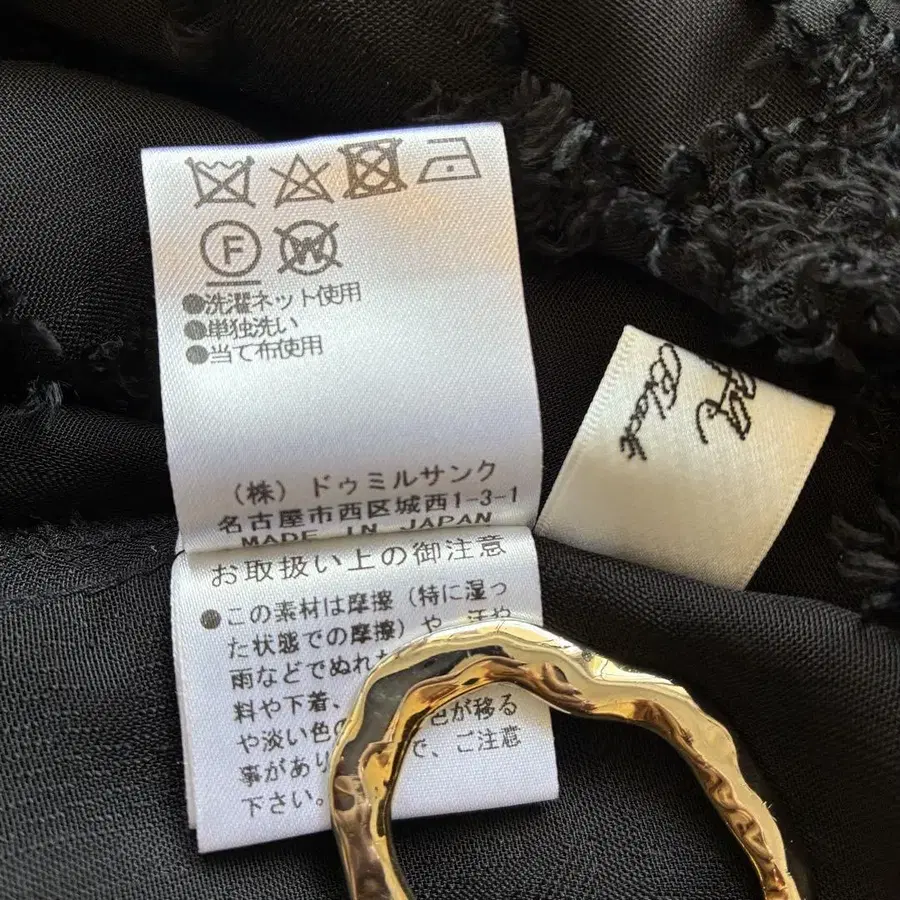 F
W
●洗濯ネット使用
●単独洗い
●当て布使用
（株）ドゥミルサンク
名古屋市西区城西1-3-1
MADE IN JAPAN
お取扱い上の御注意
●この素材は摩擦（特に湿っ
た状態での摩擦）や、汗や
雨などでぬれた
料や下着、
や淡い色の 色が移る
事があり で、ご注意
下さい。
Black